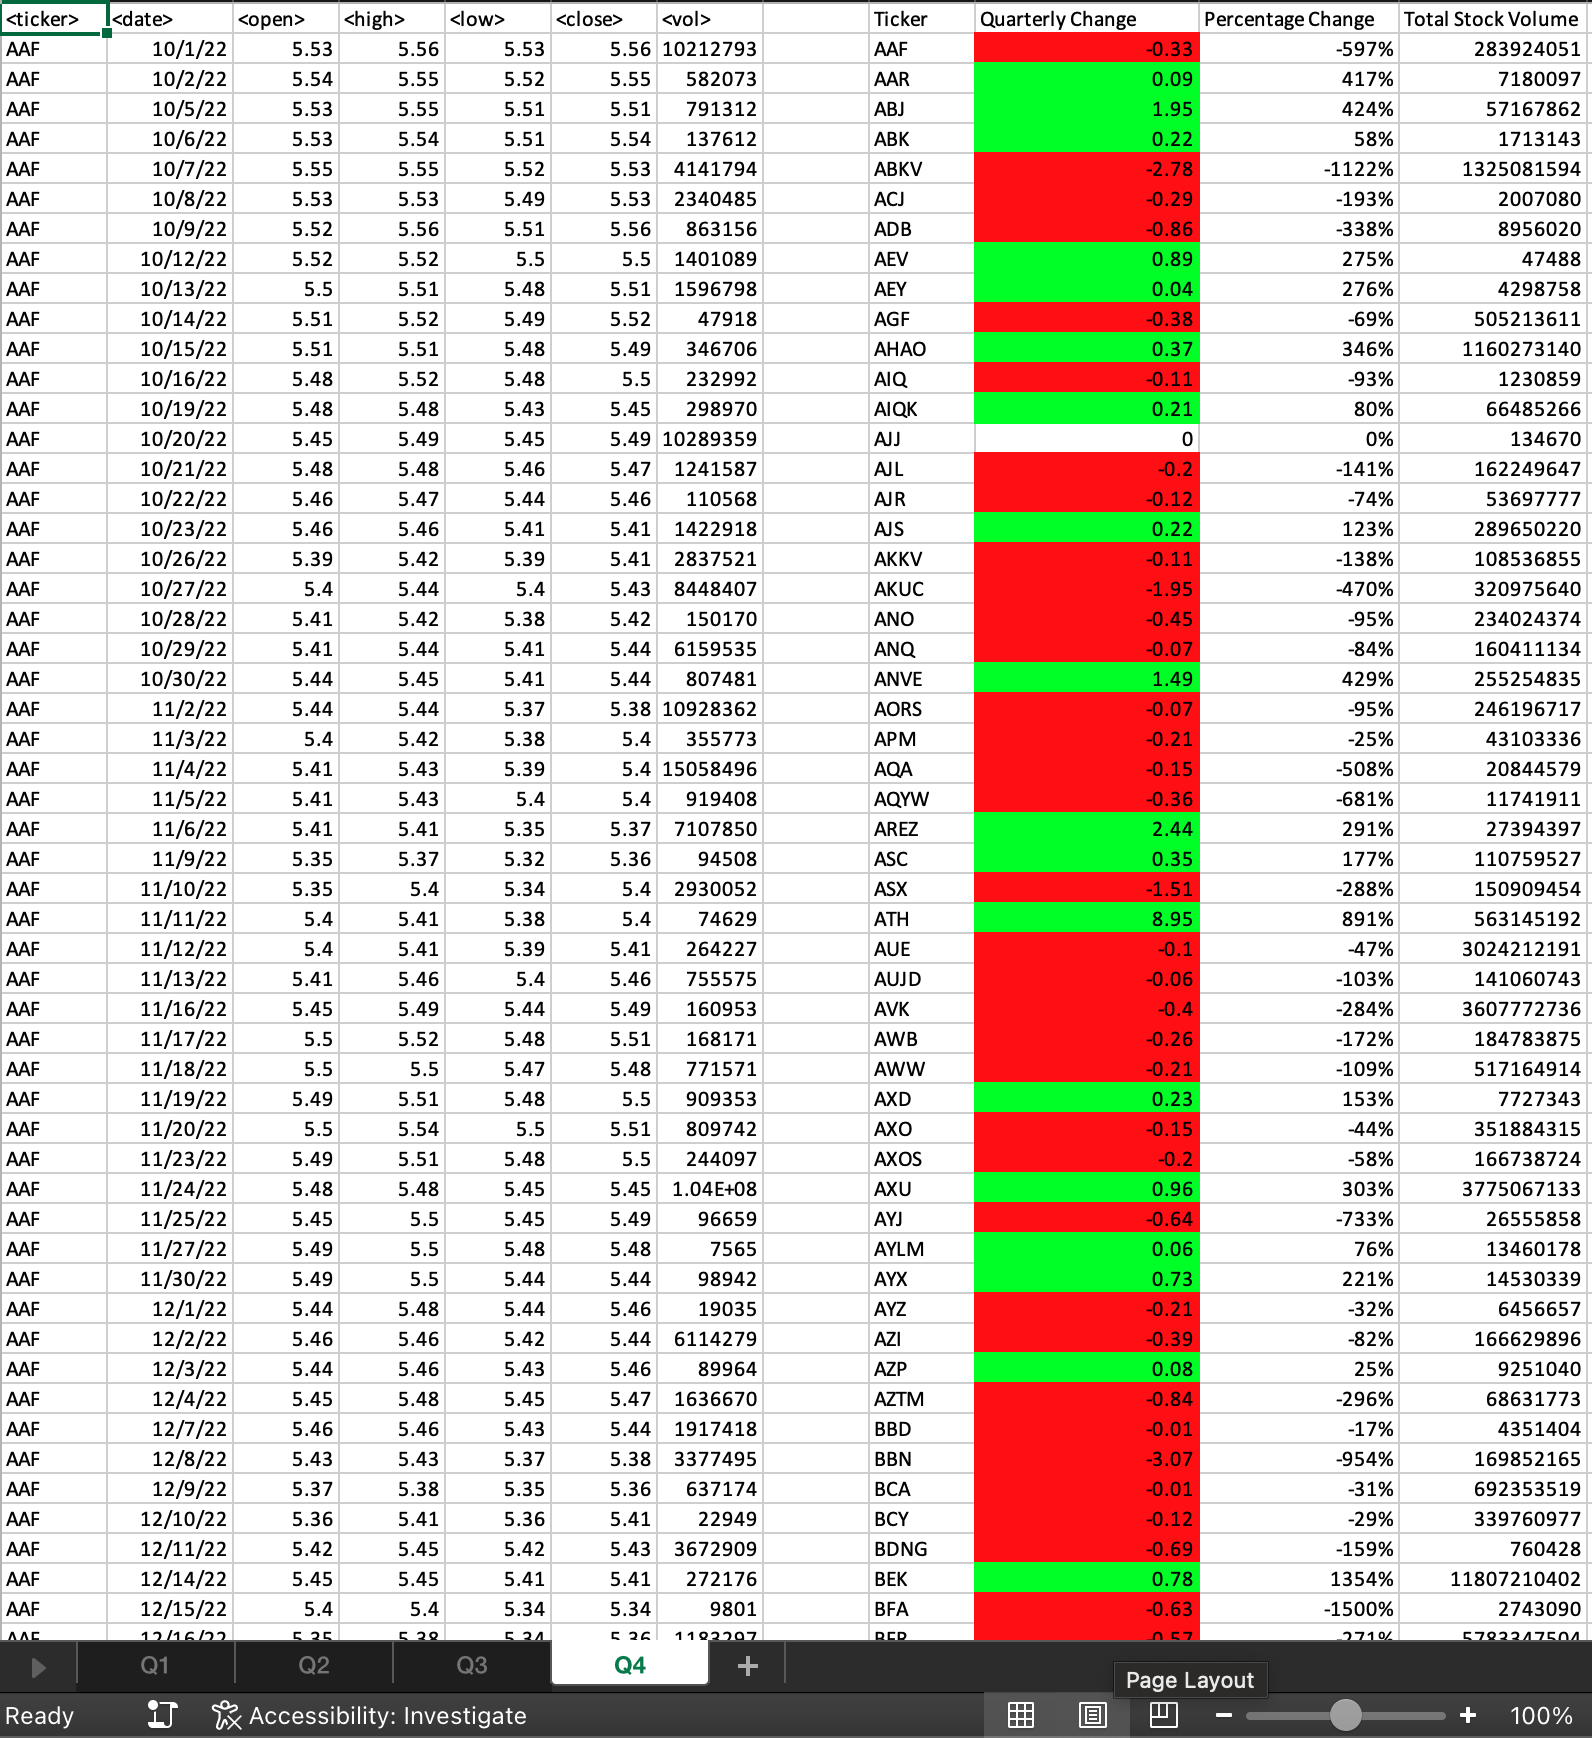 <ticker> <date> <open> <high> <low> <close> <vol> Ticker Quarterly Change Percentage Change Total Stock Volume
AAF 10/1/22 5.53 5.56 5.53 5.56 10212793 AAF -0.33 -597% 283924051
AAF 10/2/22 5.54 5.55 5.52 5.55 582073 AAR 0.09 417% 7180097
AAF 10/5/22 5.53 5.55 5.51 5.51 791312 ABJ 1.95 424% 57167862
AAF 10/6/22 5.53 5.54 5.51 5.54 137612 ABK 0.22 58% 1713143
AAF 10/7/22 5.55 5.55 5.52 5.53 4141794 ABKV -2.78 -1122% 1325081594
AAF 10/8/22 5.53 5.53 5.49 5.53 2340485 ACJ -0.29 -193% 2007080
AAF 10/9/22 5.52 5.56 5.51 5.56 863156 ADB -0.86 -338% 8956020
AAF 10/12/22 5.52 5.52 5.5 5.5 1401089 AEV 0.89 275% 47488
AAF 10/13/22 5.5 5.51 5.48 5.51 1596798 AEY 0.04 276% 4298758
AAF 10/14/22 5.51 5.52 5.49 5.52 47918 AGF -0.38 -69% 505213611
AAF 10/15/22 5.51 5.51 5.48 5.49 346706 AHAO 0.37 346% 1160273140
AAF 10/16/22 5.48 5.52 5.48 5.5 232992 AIQ -0.11 -93% 1230859
AAF 10/19/22 5.48 5.48 5.43 5.45 298970 AIQK 0.21 80% 66485266
AAF 10/20/22 5.45 5.49 5.45 5.49 10289359 AJJ 0 0% 134670
AAF 10/21/22 5.48 5.48 5.46 5.47 1241587 AJL -0.2 -141% 162249647
AAF 10/22/22 5.46 5.47 5.44 5.46 110568 AJR -0.12 -74% 53697777
AAF 10/23/22 5.46 5.46 5.41 5.41 1422918 AJS 0.22 123% 289650220
AAF 10/26/22 5.39 5.42 5.39 5.41 2837521 AKKV -0.11 -138% 108536855
AAF 10/27/22 5.4 5.44 5.4 5.43 8448407 AKUC -1.95 -470% 320975640
AAF 10/28/22 5.41 5.42 5.38 5.42 150170 ANO -0.45 -95% 234024374
AAF 10/29/22 5.41 5.44 5.41 5.44 6159535 ANQ -0.07 -84% 160411134
AAF 10/30/22 5.44 5.45 5.41 5.44 807481 ANVE 1.49 429% 255254835
AAF 11/2/22 5.44 5.44 5.37 5.38 10928362 AORS -0.07 -95% 246196717
AAF 11/3/22 5.4 5.42 5.38 5.4 355773 APM -0.21 -25% 43103336
AAF 11/4/22 5.41 5.43 5.39 5.4 15058496 AQA -0.15 -508% 20844579
AAF 11/5/22 5.41 5.43 5.4 5.4 919408 AQYW -0.36 -681% 11741911
AAF 11/6/22 5.41 5.41 5.35 5.37 7107850 AREZ 2.44 291% 27394397
AAF 11/9/22 5.35 5.37 5.32 5.36 94508 ASC 0.35 177% 110759527
AAF 11/10/22 5.35 5.4 5.34 5.4 2930052 ASX -1.51 -288% 150909454
AAF 11/11/22 5.4 5.41 5.38 5.4 74629 ATH 8.95 891% 563145192
AAF 11/12/22 5.4 5.41 5.39 5.41 264227 AUE -0.1 -47% 3024212191
AAF 11/13/22 5.41 5.46 5.4 5.46 755575 AUJD -0.06 -103% 141060743
AAF 11/16/22 5.45 5.49 5.44 5.49 160953 AVK -0.4 -284% 3607772736
AAF 11/17/22 5.5 5.52 5.48 5.51 168171 AWB -0.26 -172% 184783875
AAF 11/18/22 5.5 5.5 5.47 5.48 771571 AWW -0.21 -109% 517164914
AAF 11/19/22 5.49 5.51 5.48 5.5 909353 AXD 0.23 153% 7727343
AAF 11/20/22 5.5 5.54 5.5 5.51 809742 AXO -0.15 -44% 351884315
AAF 11/23/22 5.49 5.51 5.48 5.5 244097 AXOS -0.2 -58% 166738724
AAF 11/24/22 5.48 5.48 5.45 5.45 1.04E+08 AXU 0.96 303% 3775067133
AAF 11/25/22 5.45 5.5 5.45 5.49 96659 AYJ -0.64 -733% 26555858
AAF 11/27/22 5.49 5.5 5.48 5.48 7565 AYLM 0.06 76% 13460178
AAF 11/30/22 5.49 5.5 5.44 5.44 98942 AYX 0.73 221% 14530339
AAF 12/1/22 5.44 5.48 5.44 5.46 19035 AYZ -0.21 -32% 6456657
AAF 12/2/22 5.46 5.46 5.42 5.44 6114279 AZI -0.39 -82% 166629896
AAF 12/3/22 5.44 5.46 5.43 5.46 89964 AZP 0.08 25% 9251040
AAF 12/4/22 5.45 5.48 5.45 5.47 1636670 AZTM -0.84 -296% 68631773
AAF 12/7/22 5.46 5.46 5.43 5.44 1917418 BBD -0.01 -17% 4351404
AAF 12/8/22 5.43 5.43 5.37 5.38 3377495 BBN -3.07 -954% 169852165
AAF 12/9/22 5.37 5.38 5.35 5.36 637174 BCA -0.01 -31% 692353519
AAF 12/10/22 5.36 5.41 5.36 5.41 22949 BCY -0.12 -29% 339760977
AAF 12/11/22 5.42 5.45 5.42 5.43 3672909 BDNG -0.69 -159% 760428
AAF 12/14/22 5.45 5.45 5.41 5.41 272176 BEK 0.78 1354% 11807210402
AAF 12/15/22 5.4 5.4 5.34 5.34 9801 BFA -0.63 -1500% 2743090
AAF 12/16/22 5.35 5.38 5.34 5.36 -0.57 -271%
Q1 Q2 Q3 Q4 +
Page Layout
Ready Accessibility: Investigate 100%